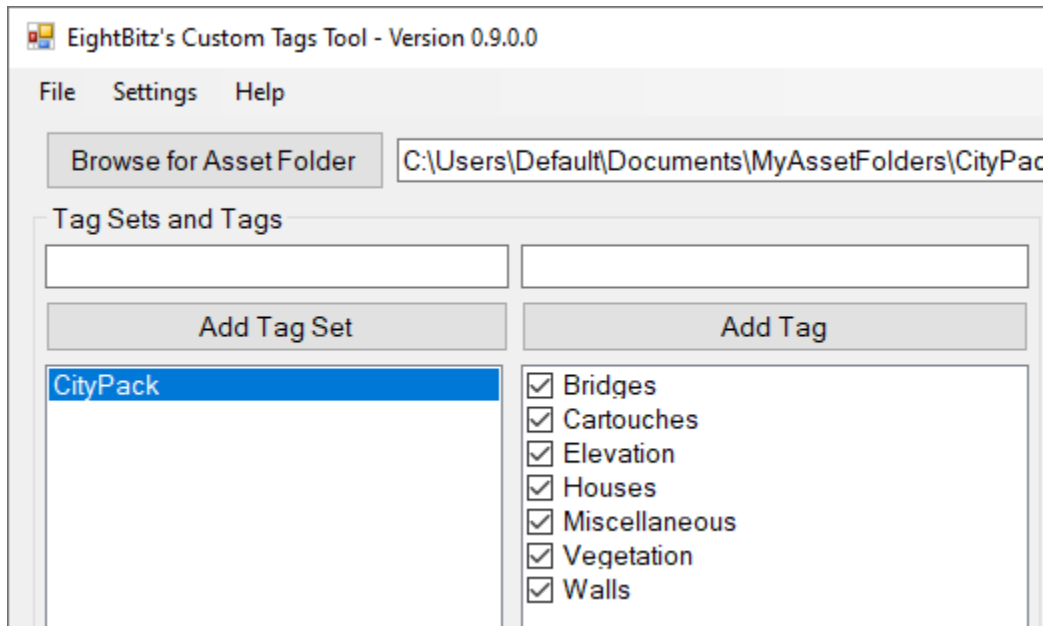 EightBitz's Custom Tags Tool - Version 0.9.0.0
File Settings Help
Browse for Asset Folder C:\Users\Default\Documents\MyAssetFolders\CityPac
Tag Sets and Tags
Add Tag Set Add Tag
CityPack
Bridges
Cartouches
Elevation
Houses
Miscellaneous
Vegetation
Walls